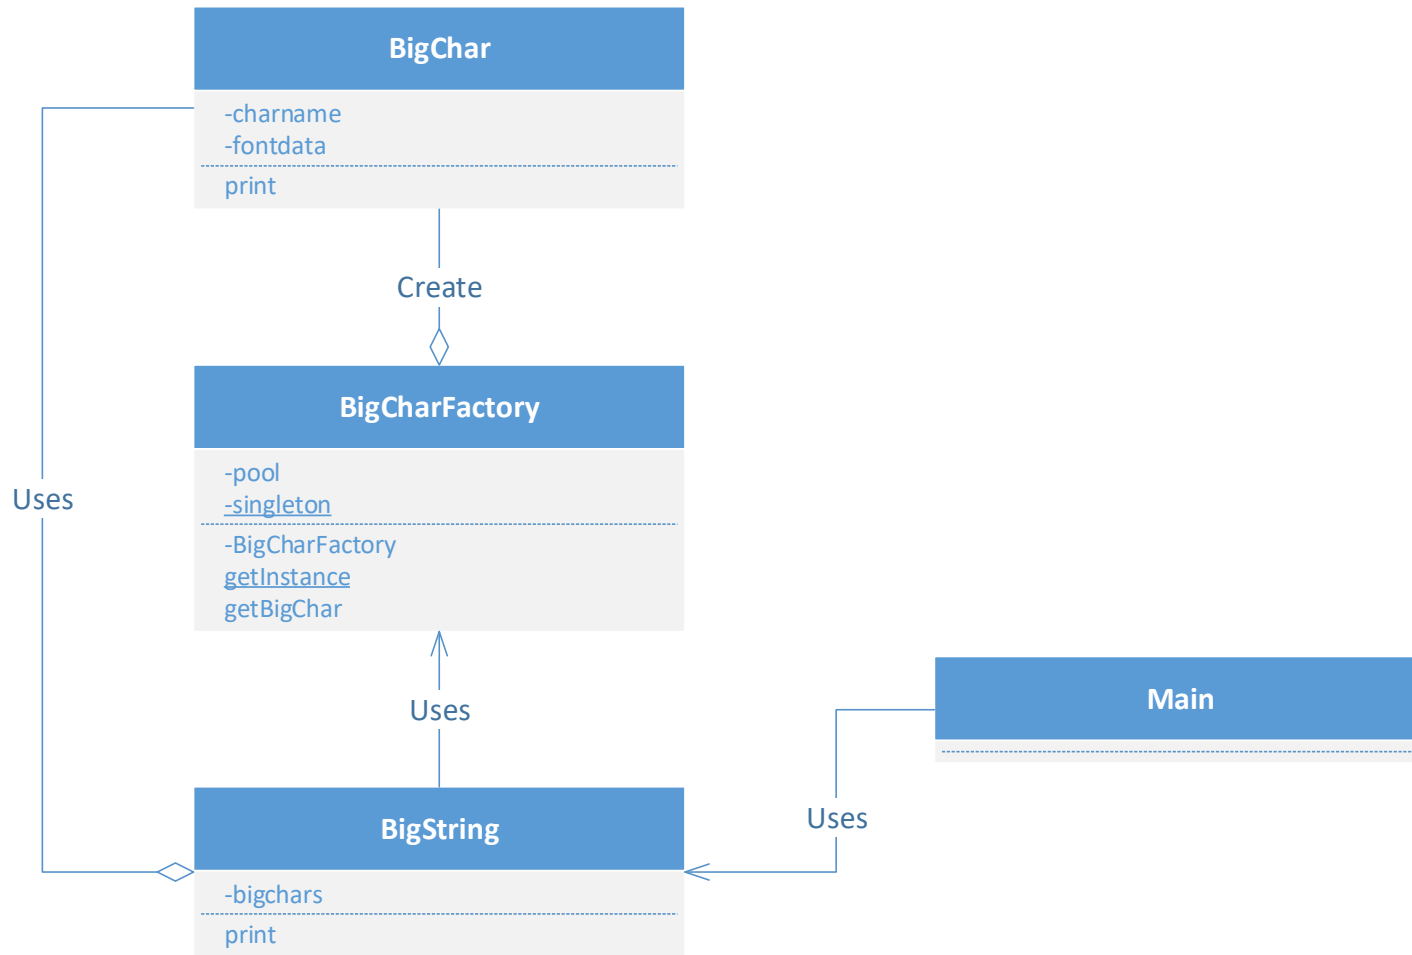 BigChar
-charname
-fontdata
print
Create
BigCharFactory
-pool
-singleton
-BigCharFactory
getInstance
getBigChar
Uses
Uses
Main
Uses
BigString
-bigchars
print